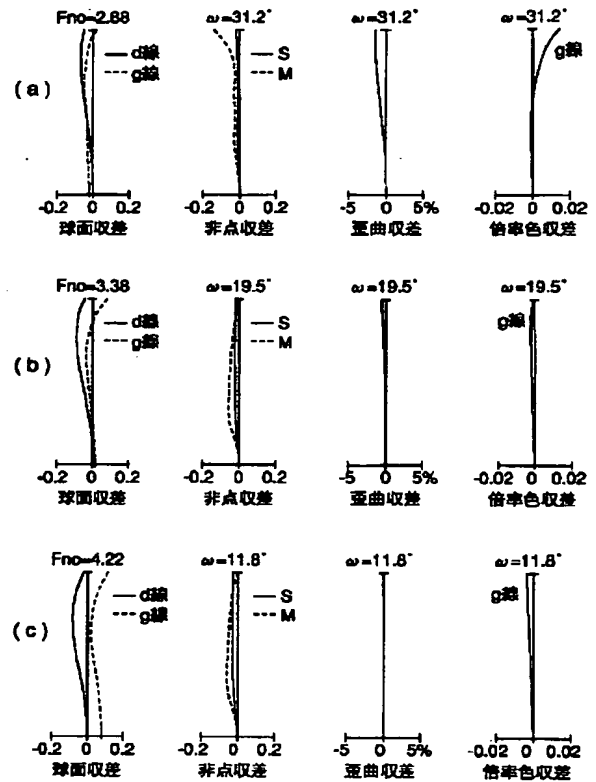 Fno=2.88 ω=31.2° ω=31.2° ω=31.2°
d線 S
g線 M g線
(a)
-0.2 0 0.2 -0.2 0 0.2 -5 0 5% -0.02 0 0.02
球面収差 非点収差 歪曲収差 倍率色収差
Fno=3.38 ω=19.5° ω=19.5° ω=19.5°
d線 S g線
g線 M
(b)
-0.2 0 0.2 -0.2 0 0.2 -5 0 5% -0.02 0 0.02
球面収差 非点収差 歪曲収差 倍率色収差
Fno=4.22 ω=11.8° ω=11.8° ω=11.8°
d線 S g線
g線 M
(c)
-0.2 0 0.2 -0.2 0 0.2 -5 0 5% -0.02 0 0.02
球面収差 非点収差 歪曲収差 倍率色収差